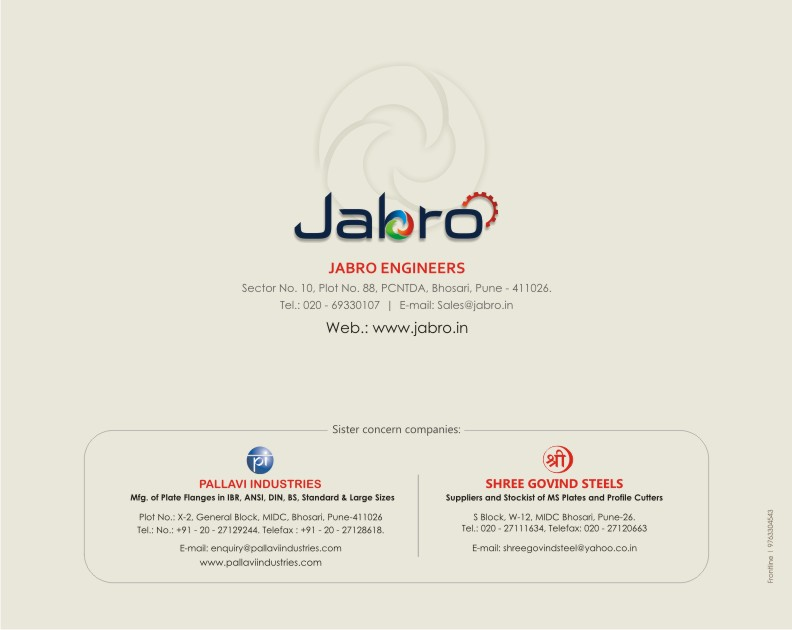 Jabro
JABRO ENGINEERS
Sector No. 10, Plot No. 88, PCNTDA, Bhosari, Pune - 411026.
Tel.: 020 - 69330107 | E-mail: Sales@jabro.in
Web.: www.jabro.in
Sister concern companies:
pi
PALLAVI INDUSTRIES
Mfg. of Plate Flanges in IBR, ANSI, DIN, BS, Standard & Large Sizes
Plot No.: X-2, General Block, MIDC, Bhosari, Pune-411026
Tel.: No.: +91 - 20 - 27129244. Telefax : +91 - 20 - 27128618.
E-mail: enquiry@pallaviindustries.com
www.pallaviindustries.com
श्री
SHREE GOVIND STEELS
Suppliers and Stockist of MS Plates and Profile Cutters
S Block, W-12, MIDC Bhosari, Pune-26.
Tel.: 020 - 27111634, Telefax: 020 - 27120663
E-mail: shreegovindsteel@yahoo.co.in
Frontline | 9763304543